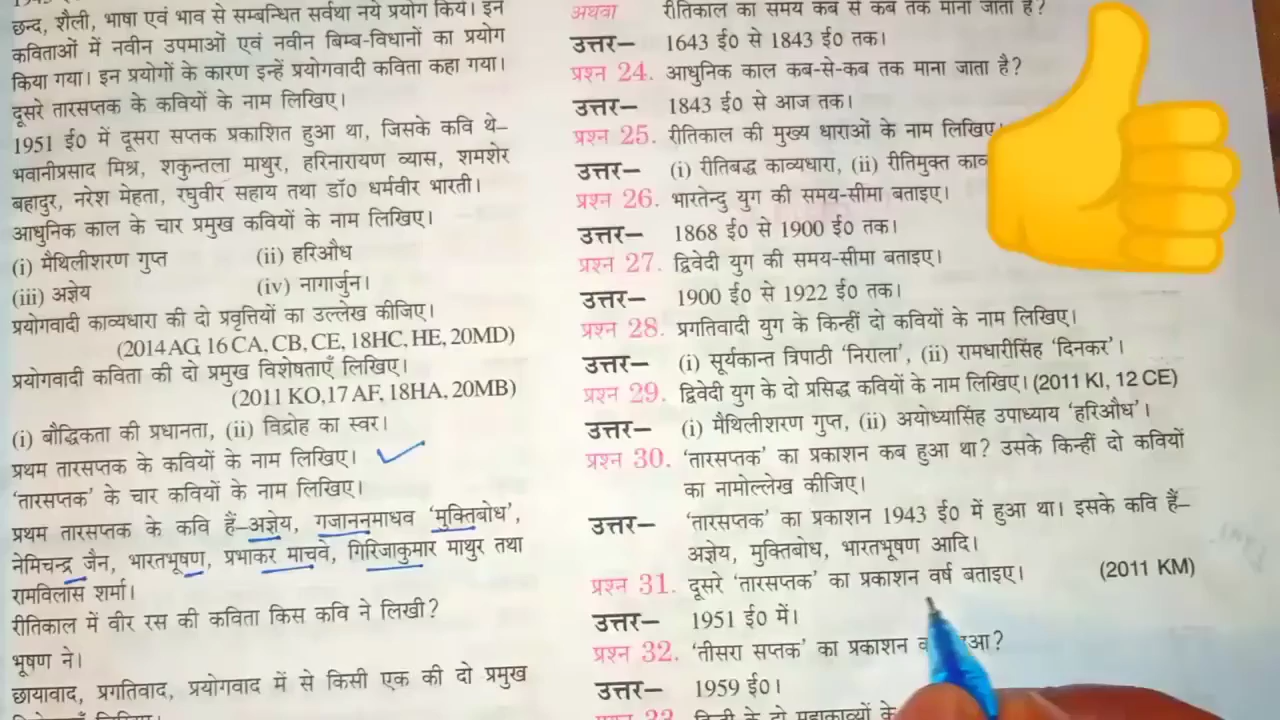 छन्द, शैली, भाषा एवं भाव से सम्बन्धित सर्वथा नये प्रयोग किये। इन
कविताओं में नवीन उपमाओं एवं नवीन बिम्ब-विधानों का प्रयोग
किया गया। इन प्रयोगों के कारण इन्हें प्रयोगवादी कविता कहा गया।
दूसरे तारसप्तक के कवियों के नाम लिखिए।
1951 ई0 में दूसरा सप्तक प्रकाशित हुआ था, जिसके कवि थे–
भवानीप्रसाद मिश्र, शकुन्तला माथुर, हरिनारायण व्यास, शमशेर
बहादुर, नरेश मेहता, रघुवीर सहाय तथा डॉ0 धर्मवीर भारती।
आधुनिक काल के चार प्रमुख कवियों के नाम लिखिए।
(i) मैथिलीशरण गुप्त (ii) हरिऔध
(iii) अज्ञेय (iv) नागार्जुन।
प्रयोगवादी काव्यधारा की दो प्रवृत्तियों का उल्लेख कीजिए।
(2014 AG, 16 CA, CB, CE, 18HC, HE, 20MD)
प्रयोगवादी कविता की दो प्रमुख विशेषताएँ लिखिए।
(2011 KO,17 AF, 18HA, 20MB)
(i) बौद्धिकता की प्रधानता, (ii) विद्रोह का स्वर।
प्रथम तारसप्तक के कवियों के नाम लिखिए।
'तारसप्तक' के चार कवियों के नाम लिखिए।
प्रथम तारसप्तक के कवि हैं–अज्ञेय, गजाननमाधव 'मुक्तिबोध',
नेमिचन्द्र जैन, भारतभूषण, प्रभाकर माचवे, गिरिजाकुमार माथुर तथा
रामविलास शर्मा।
रीतिकाल में वीर रस की कविता किस कवि ने लिखी?
भूषण ने।
छायावाद, प्रगतिवाद, प्रयोगवाद में से किसी एक की दो प्रमुख
अथवा रीतिकाल का समय कब से कब तक माना जाता है?
उत्तर– 1643 ई0 से 1843 ई0 तक।
प्रश्न 24. आधुनिक काल कब-से-कब तक माना जाता है?
उत्तर– 1843 ई0 से आज तक।
प्रश्न 25. रीतिकाल की मुख्य धाराओं के नाम लिखिए
उत्तर– (i) रीतिबद्ध काव्यधारा, (ii) रीतिमुक्त
प्रश्न 26. भारतेन्दु युग की समय-सीमा बताइए।
उत्तर– 1868 ई0 से 1900 ई0 तक।
प्रश्न 27. द्विवेदी युग की समय-सीमा बताइए।
उत्तर– 1900 ई0 से 1922 ई0 तक।
प्रश्न 28. प्रगतिवादी युग के किन्हीं दो कवियों के नाम लिखिए।
उत्तर– (i) सूर्यकान्त त्रिपाठी 'निराला', (ii) रामधारीसिंह 'दिनकर'।
प्रश्न 29. द्विवेदी युग के दो प्रसिद्ध कवियों के नाम लिखिए। (2011 KI, 12 CE)
उत्तर– (i) मैथिलीशरण गुप्त, (ii) अयोध्यासिंह उपाध्याय 'हरिऔध'।
प्रश्न 30. 'तारसप्तक' का प्रकाशन कब हुआ था? उसके किन्हीं दो कवियों
का नामोल्लेख कीजिए।
उत्तर– 'तारसप्तक' का प्रकाशन 1943 ई0 में हुआ था। इसके कवि हैं–
अज्ञेय, मुक्तिबोध, भारतभूषण आदि।
प्रश्न 31. दूसरे 'तारसप्तक' का प्रकाशन वर्ष बताइए। (2011 KM)
उत्तर– 1951 ई0 में।
प्रश्न 32. 'तीसरा सप्तक' का प्रकाशन
उत्तर– 1959 ई0।